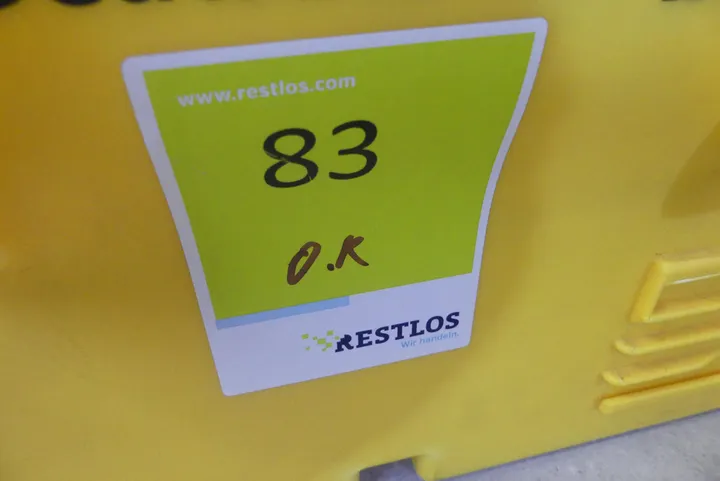 www.restlos.com
83
O.K
RESTLOS
Wir handeln.